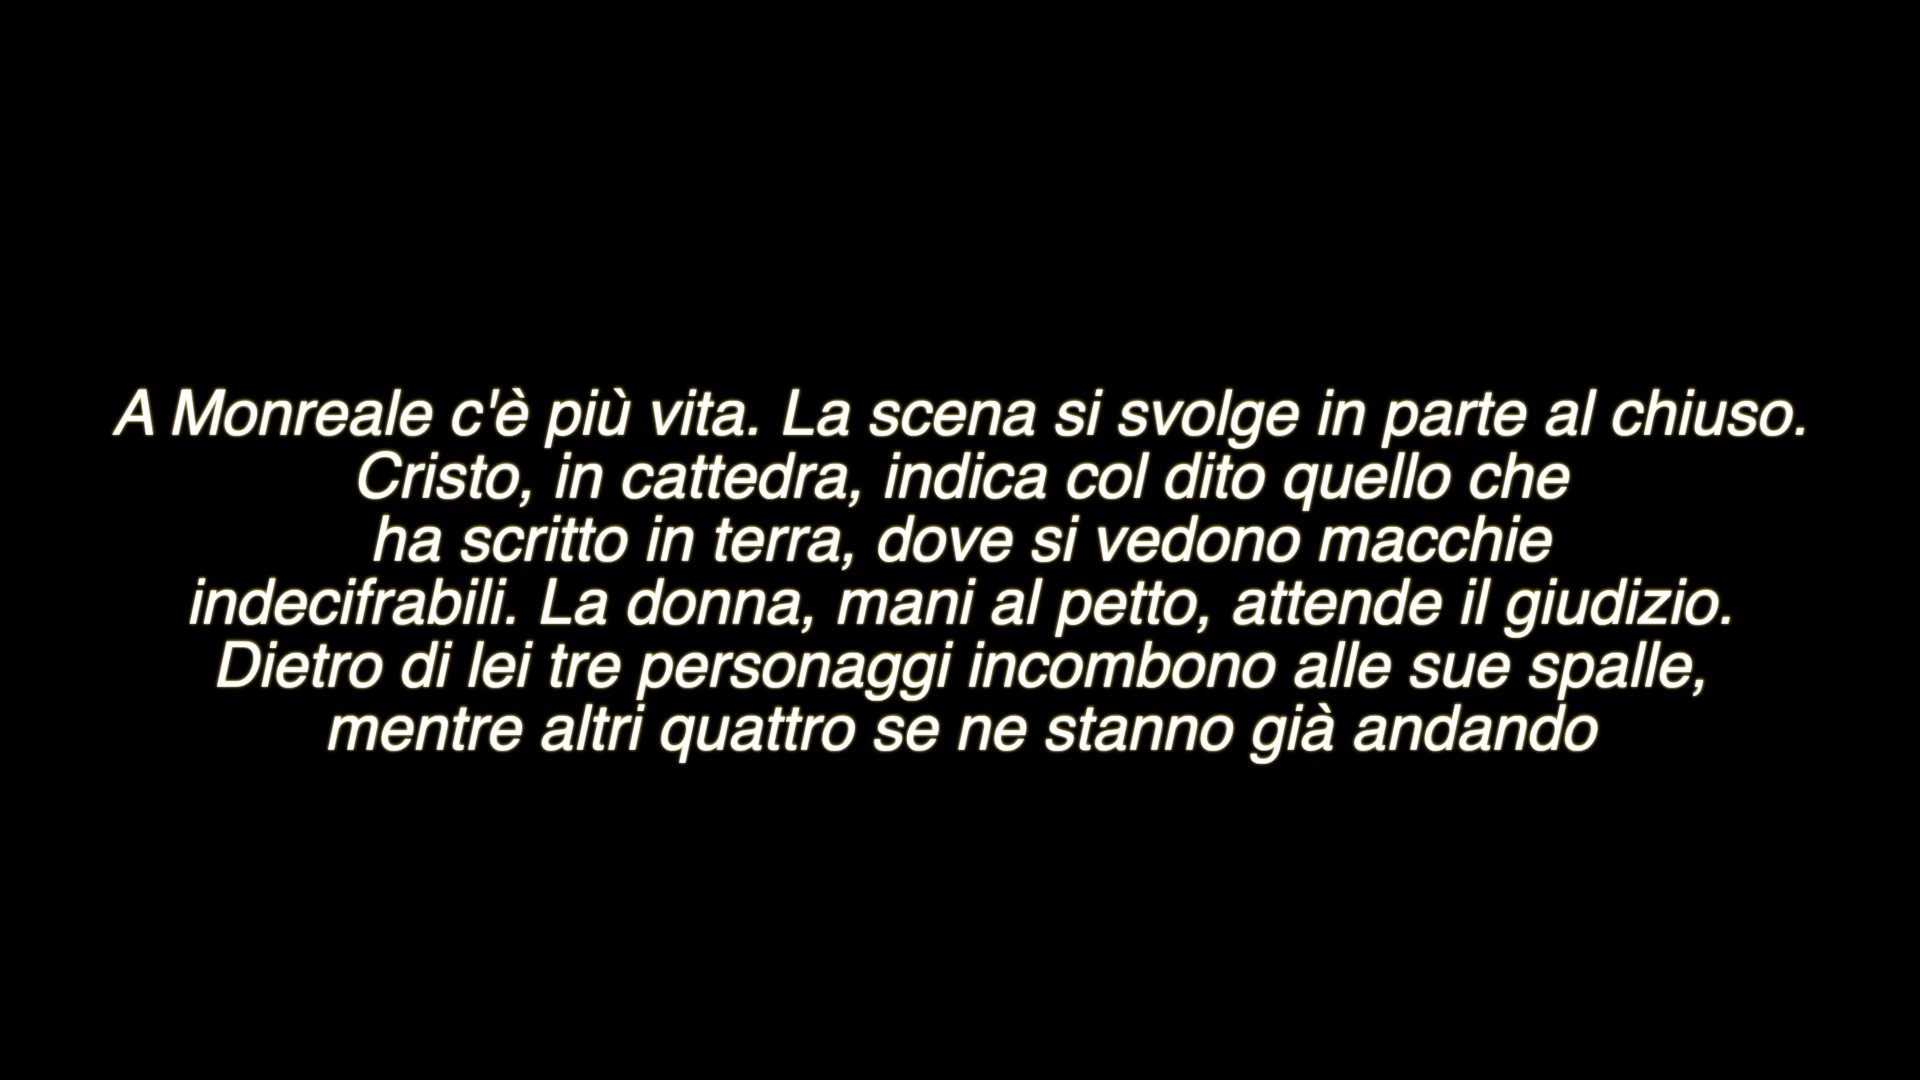 A Monreale c'è più vita. La scena si svolge in parte al chiuso.
Cristo, in cattedra, indica col dito quello che
ha scritto in terra, dove si vedono macchie
indecifrabili. La donna, mani al petto, attende il giudizio.
Dietro di lei tre personaggi incombono alle sue spalle,
mentre altri quattro se ne stanno già andando